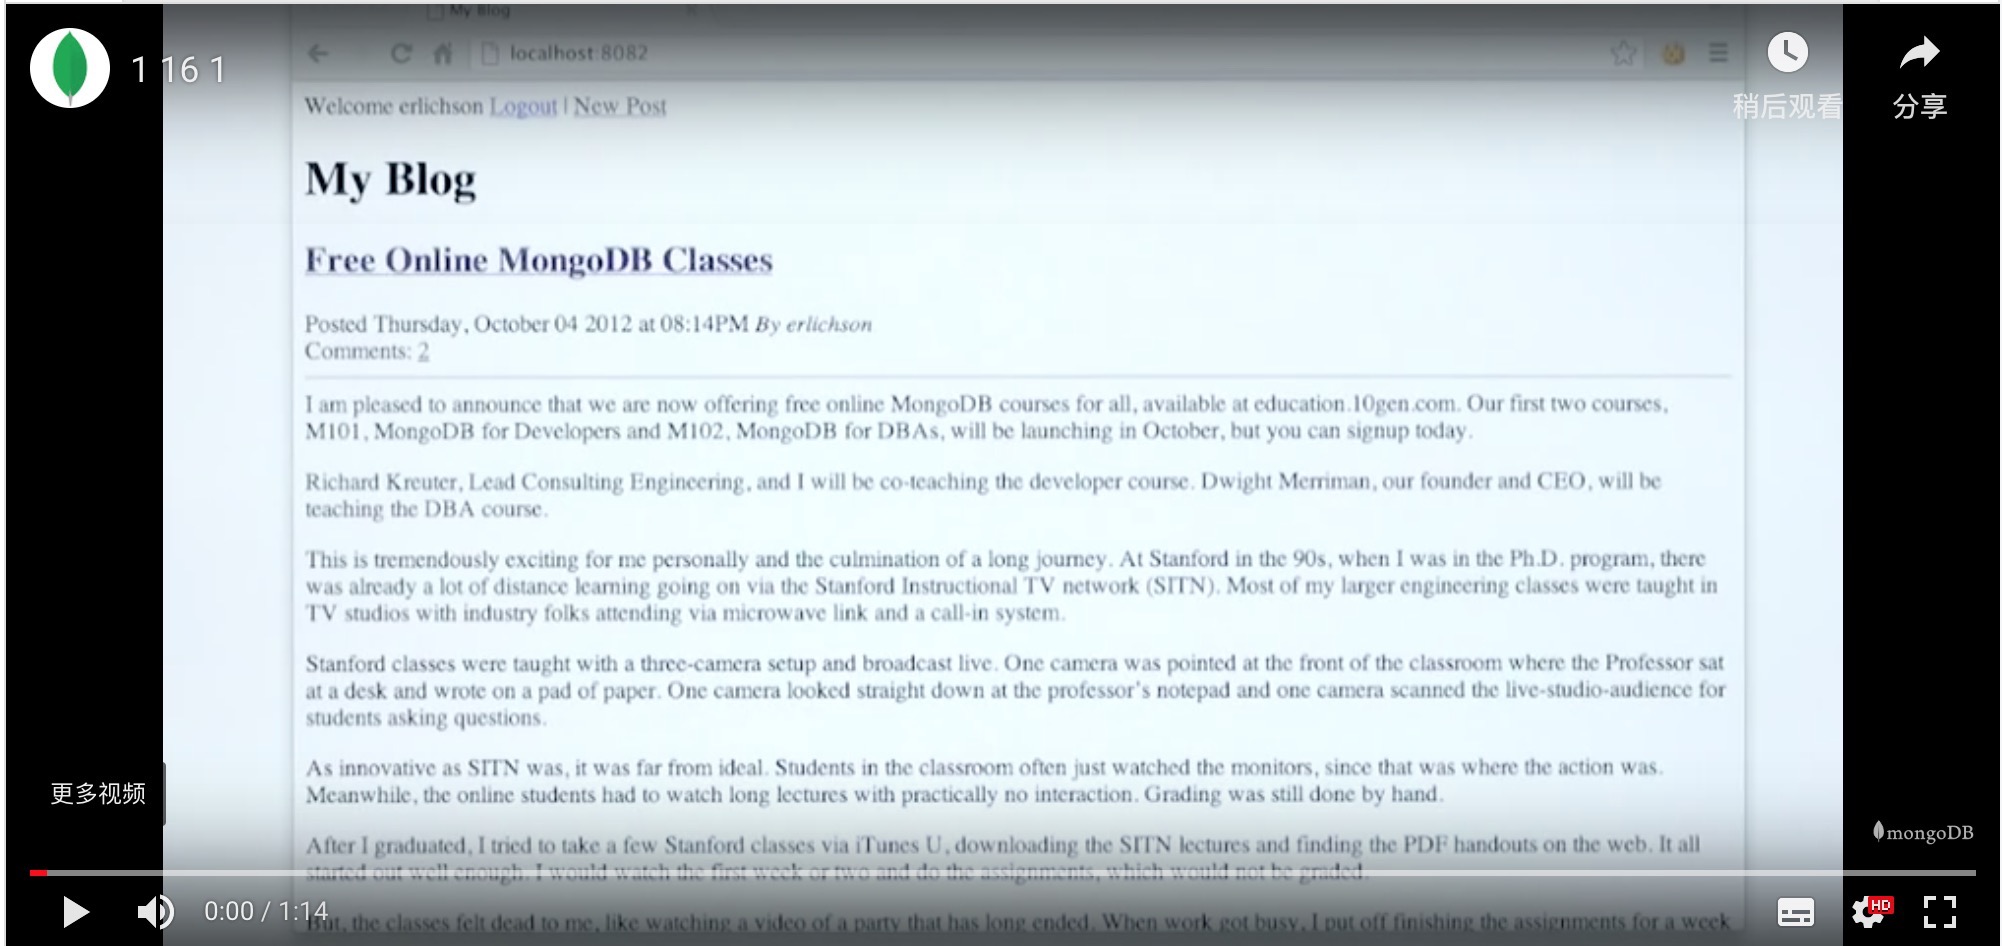 My Blog
1 16 1
localhost:8082
稍后观看
分享
Welcome erlichson Logout | New Post
My Blog
Free Online MongoDB Classes
Posted Thursday, October 04 2012 at 08:14PM By erlichson
Comments: 2
I am pleased to announce that we are now offering free online MongoDB courses for all, available at education.10gen.com. Our first two courses,
M101, MongoDB for Developers and M102, MongoDB for DBAs, will be launching in October, but you can signup today.
Richard Kreuter, Lead Consulting Engineering, and I will be co-teaching the developer course. Dwight Merriman, our founder and CEO, will be
teaching the DBA course.
This is tremendously exciting for me personally and the culmination of a long journey. At Stanford in the 90s, when I was in the Ph.D. program, there
was already a lot of distance learning going on via the Stanford Instructional TV network (SITN). Most of my larger engineering classes were taught in
TV studios with industry folks attending via microwave link and a call-in system.
Stanford classes were taught with a three-camera setup and broadcast live. One camera was pointed at the front of the classroom where the Professor sat
at a desk and wrote on a pad of paper. One camera looked straight down at the professor's notepad and one camera scanned the live-studio-audience for
students asking questions.
As innovative as SITN was, it was far from ideal. Students in the classroom often just watched the monitors, since that was where the action was.
Meanwhile, the online students had to watch long lectures with practically no interaction. Grading was still done by hand.
更多视频
mongoDB
After I graduated, I tried to take a few Stanford classes via iTunes U, downloading the SITN lectures and finding the PDF handouts on the web. It all
started out well enough. I would watch the first week or two and do the assignments, which would not be graded.
But, the classes felt dead to me, like watching a video of a party that has long ended. When work got busy, I put off finishing the assignments for a week
0:00 / 1:14
HD